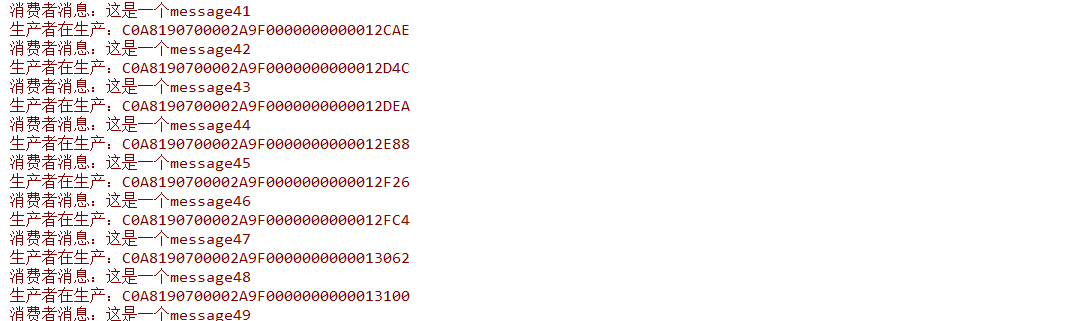 消费者消息：这是一个message41
生产者在生产：C0A8190700002A9F0000000000012CAE
消费者消息：这是一个message42
生产者在生产：C0A8190700002A9F0000000000012D4C
消费者消息：这是一个message43
生产者在生产：C0A8190700002A9F0000000000012DEA
消费者消息：这是一个message44
生产者在生产：C0A8190700002A9F0000000000012E88
消费者消息：这是一个message45
生产者在生产：C0A8190700002A9F0000000000012F26
消费者消息：这是一个message46
生产者在生产：C0A8190700002A9F0000000000012FC4
消费者消息：这是一个message47
生产者在生产：C0A8190700002A9F0000000000013062
消费者消息：这是一个message48
生产者在生产：C0A8190700002A9F0000000000013100
消费者消息：这是一个message49